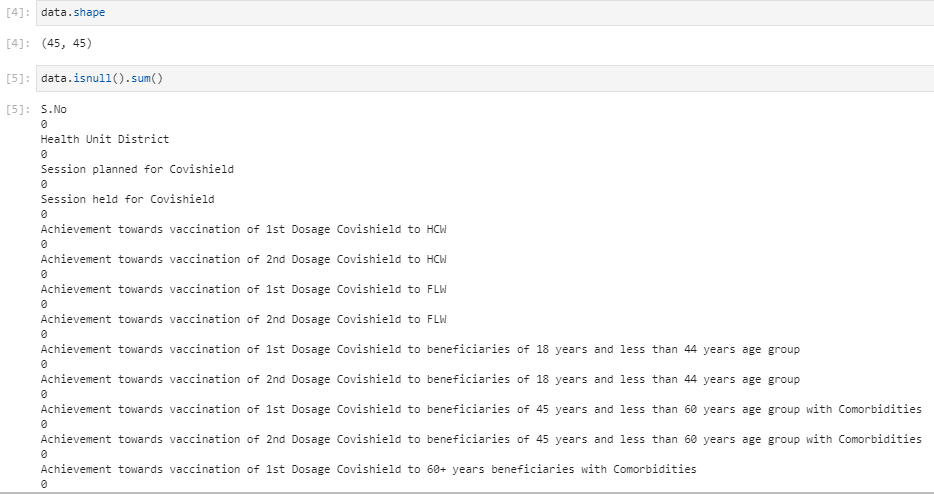 [4]: data.shape
[4]: (45, 45)
[5]: data.isnull().sum()
[5]: S.No
0
Health Unit District
0
Session planned for Covishield
0
Session held for Covishield
0
Achievement towards vaccination of 1st Dosage Covishield to HCW
0
Achievement towards vaccination of 2nd Dosage Covishield to HCW
0
Achievement towards vaccination of 1st Dosage Covishield to FLW
0
Achievement towards vaccination of 2nd Dosage Covishield to FLW
0
Achievement towards vaccination of 1st Dosage Covishield to beneficiaries of 18 years and less than 44 years age group
0
Achievement towards vaccination of 2nd Dosage Covishield to beneficiaries of 18 years and less than 44 years age group
0
Achievement towards vaccination of 1st Dosage Covishield to beneficiaries of 45 years and less than 60 years age group with Comorbidities
0
Achievement towards vaccination of 2nd Dosage Covishield to beneficiaries of 45 years and less than 60 years age group with Comorbidities
0
Achievement towards vaccination of 1st Dosage Covishield to 60+ years beneficiaries with Comorbidities
0